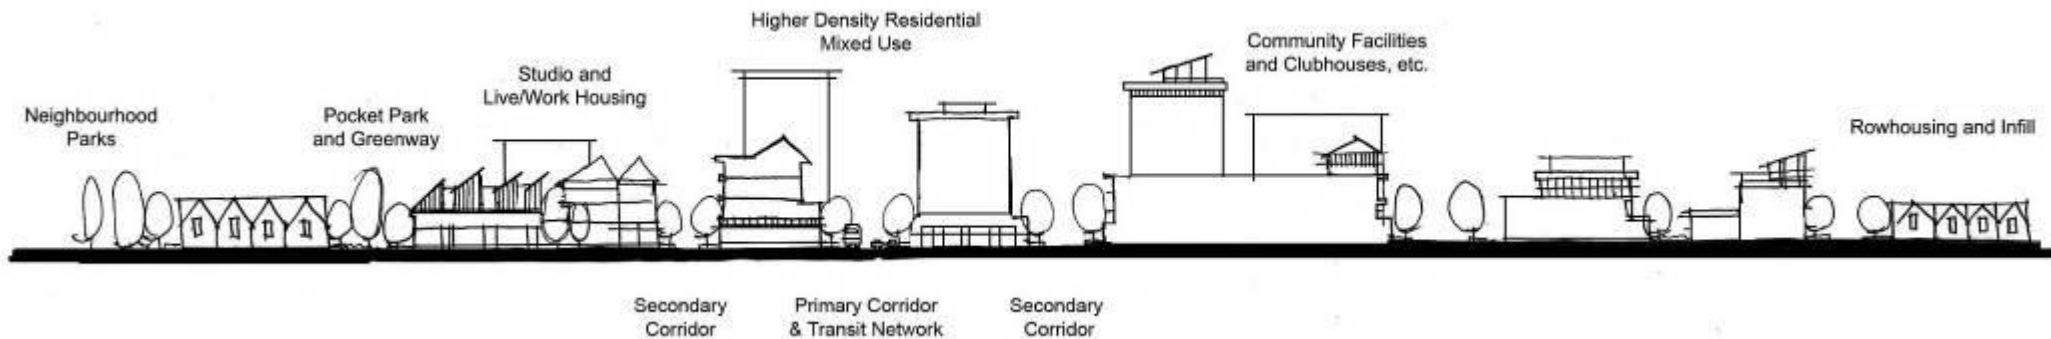 Higher Density Residential
Mixed Use
Community Facilities
and Clubhouses, etc.
Studio and
Live/Work Housing
Neighbourhood
Parks
Pocket Park
and Greenway
Rowhousing and Infill
Secondary
Corridor
Primary Corridor
& Transit Network
Secondary
Corridor